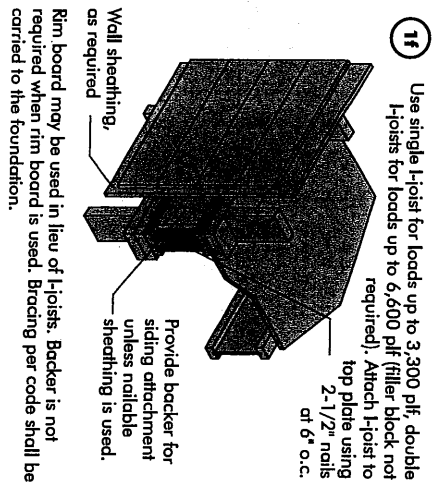 1f
Use single I-joist for loads up to 3,300 plf, double
I-joists for loads up to 6,600 plf (filler block not
required). Attach I-joist to
top plate using
2-1/2" nails
at 6" o.c.
Wall sheathing,
as required
Provide backer for
siding attachment
unless nailable
sheathing is used.
Rim board may be used in lieu of I-joists. Backer is not
required when rim board is used. Bracing per code shall be
carried to the foundation.